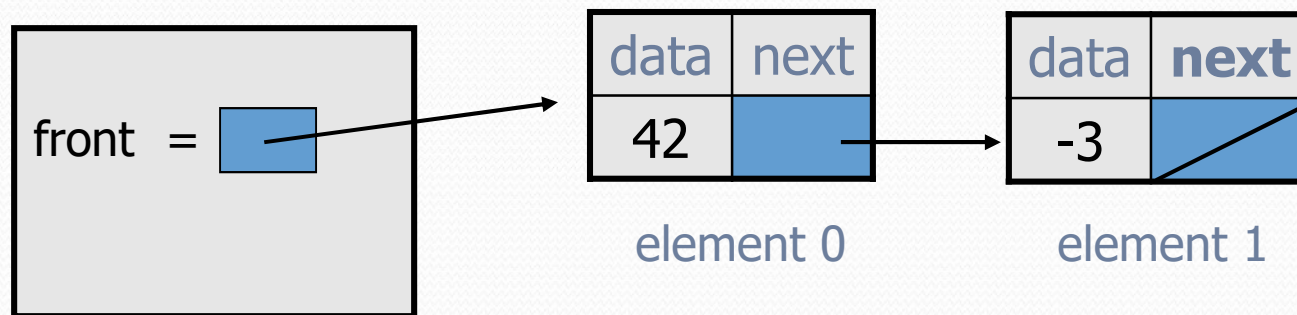 front =
data next
42
element 0
data next
-3
element 1